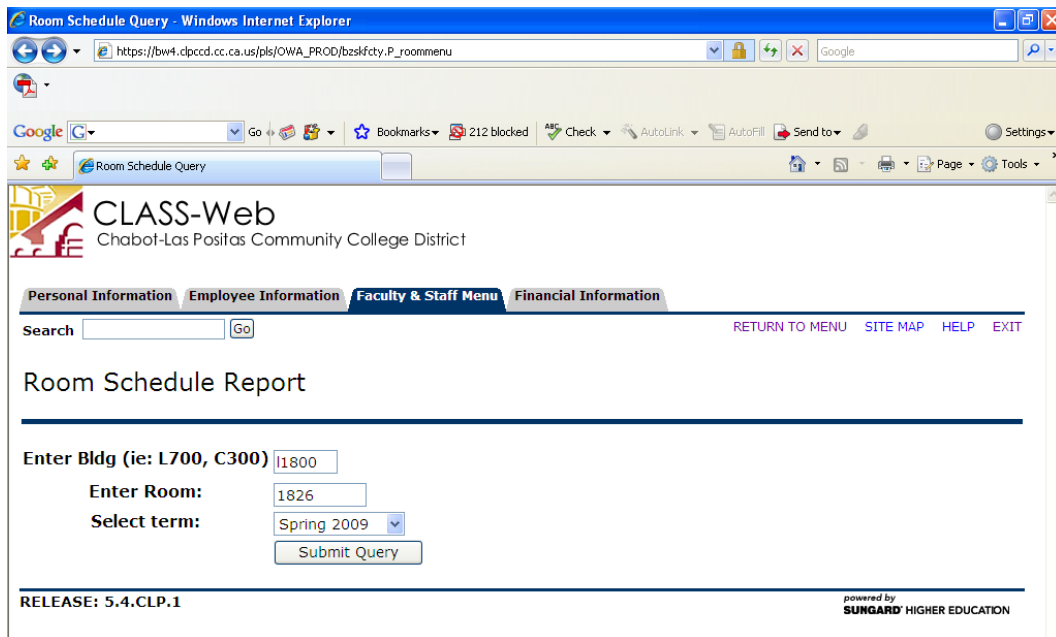 Room Schedule Query - Windows Internet Explorer
https://bw4.clpccd.cc.ca.us/pls/OWA_PROD/bzskfcty.P_roommenu
Google
Google G Go Bookmarks 212 blocked ABC Check AutoLink AutoFill Send to Settings
Room Schedule Query Page Tools
CLASS-Web
Chabot-Las Positas Community College District
Personal Information Employee Information Faculty & Staff Menu Financial Information
Search Go RETURN TO MENU SITE MAP HELP EXIT
Room Schedule Report
Enter Bldg (ie: L700, C300) l1800
Enter Room: 1826
Select term: Spring 2009
Submit Query
RELEASE: 5.4.CLP.1
powered by
SUNGARD HIGHER EDUCATION